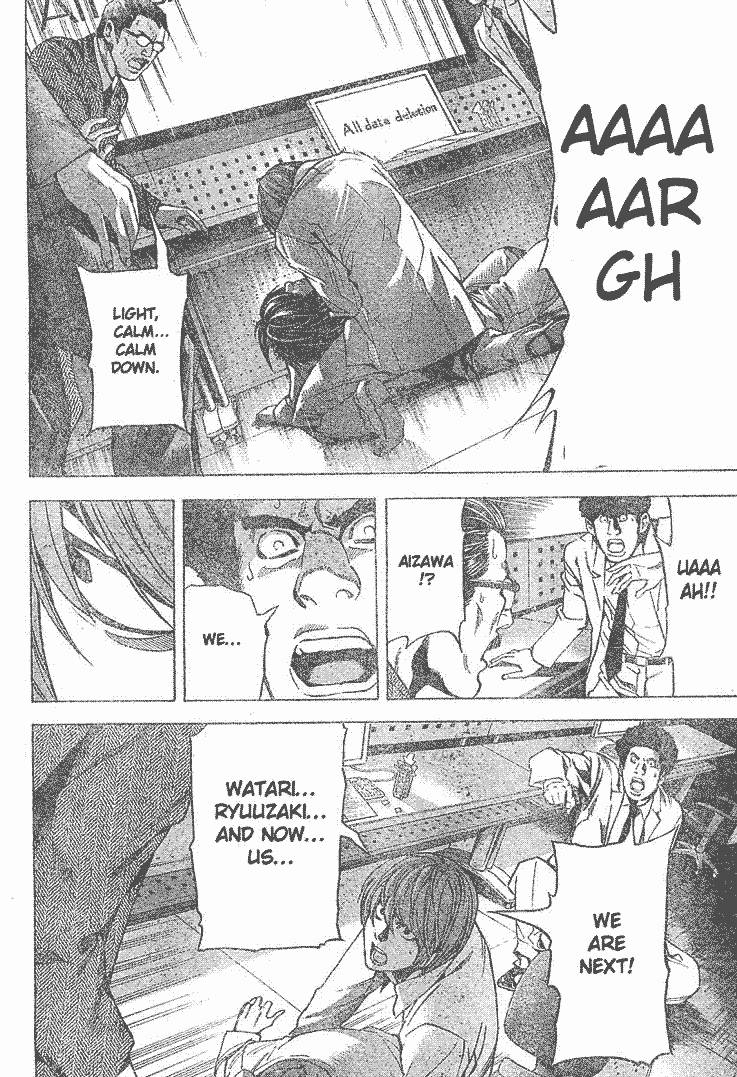 AAAA
AAR
GH
All data deletion
LIGHT,
CALM...
CALM
DOWN.
UAAA
AH!!
AIZAWA
!?
WE...
WE
ARE
NEXT!
WATARI...
RYUUZAKI...
AND NOW...
US...